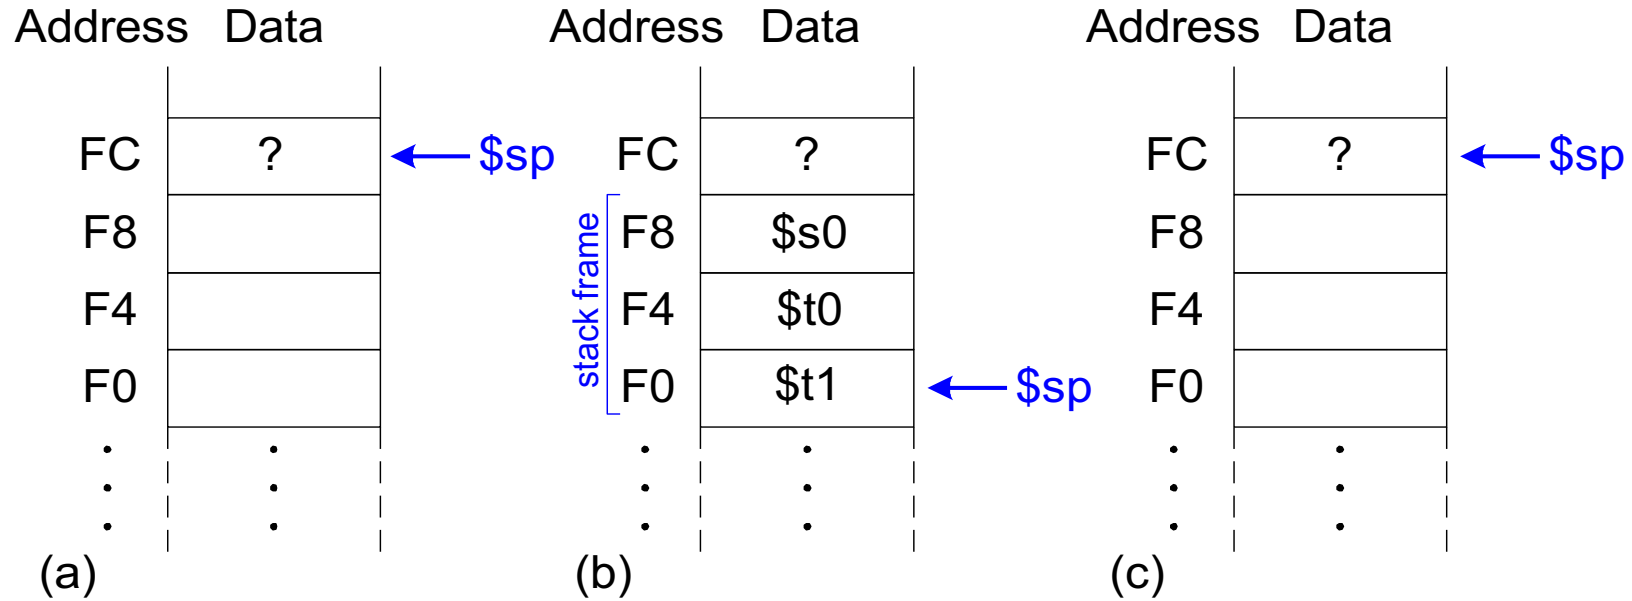 Address Data Address Data Address Data
FC ? $sp FC ? FC ? $sp
F8 F8 $s0 F8
F4 F4 $t0 F4
F0 F0 $t1 $sp F0
stack frame
(a) (b) (c)